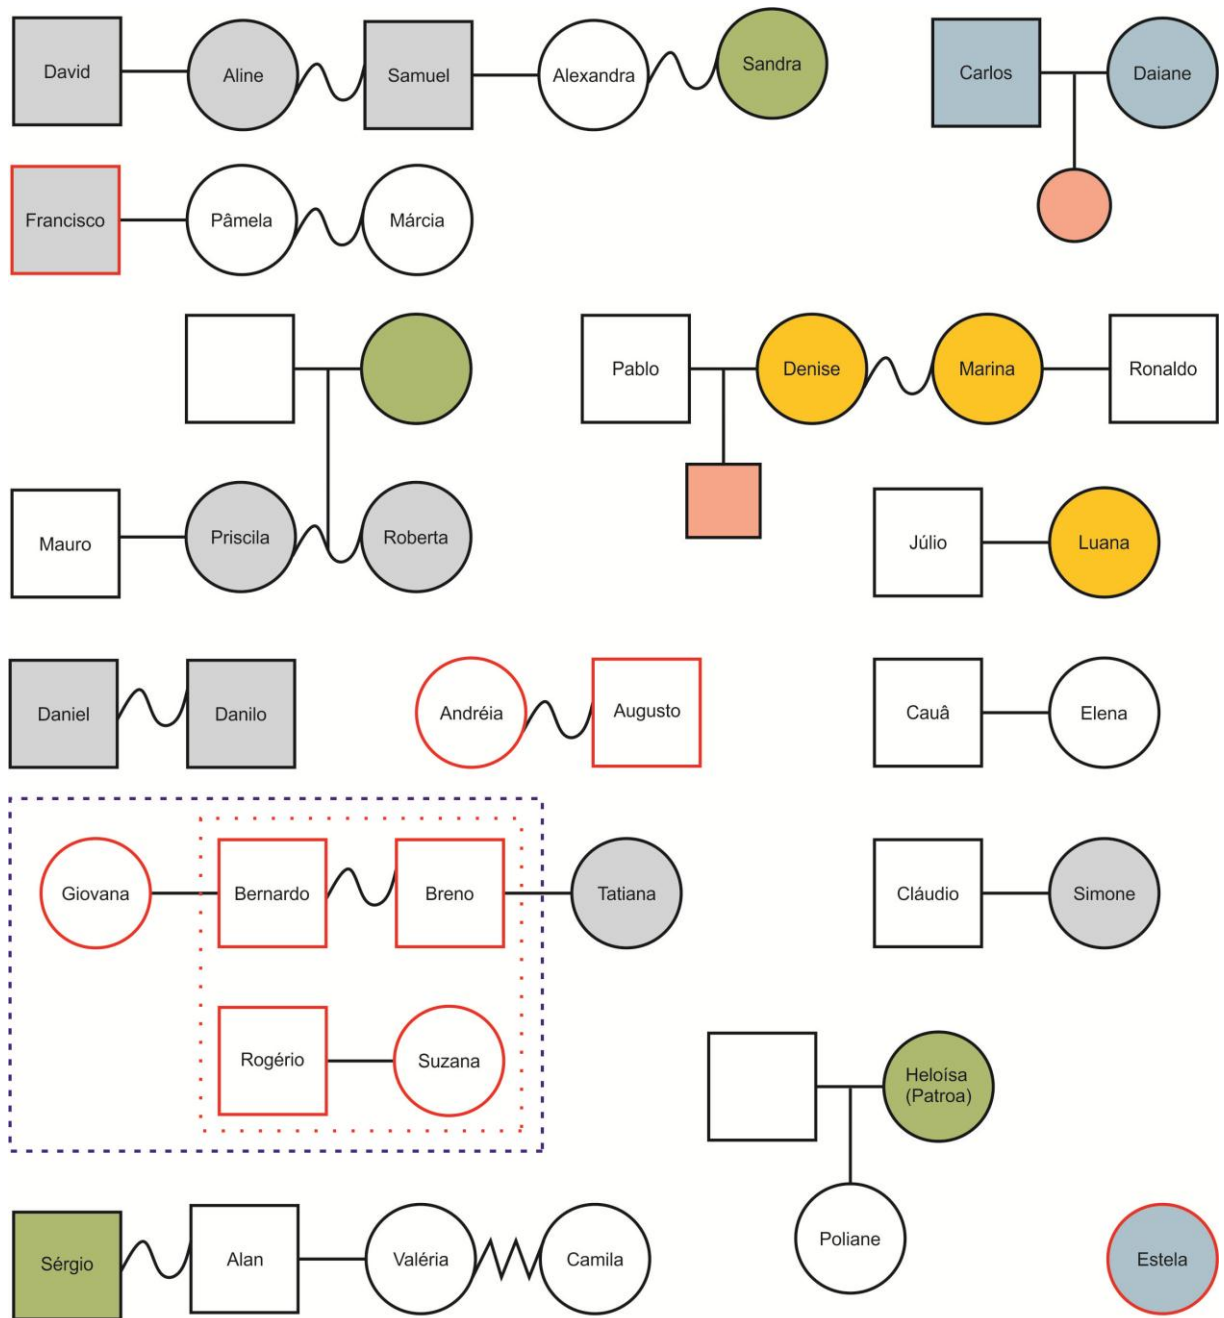 David
Aline
Samuel
Alexandra
Sandra
Carlos
Daiane
Francisco
Pâmela
Márcia
Pablo
Denise
Marina
Ronaldo
Mauro
Priscila
Roberta
Júlio
Luana
Daniel
Danilo
Andréia
Augusto
Cauâ
Elena
Giovana
Bernardo
Breno
Tatiana
Cláudio
Simone
Rogério
Suzana
Heloísa
(Patroa)
Poliane
Sérgio
Alan
Valéria
Camila
Estela